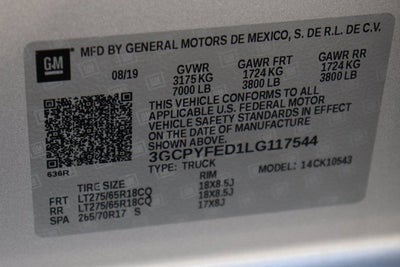 MFD BY GENERAL MOTORS DE MEXICO, S. DE R.L. DE C.V.
GM
08/19
GVWR GAWR FRT GAWR RR
3175 KG 1724 KG 1724 KG
7000 LB 3800 LB 3800 LB
THIS VEHICLE CONFORMS TO ALL
APPLICABLE U.S. FEDERAL MOTOR
VEHICLE SAFETY STANDARDS IN EFFECT
ON THE DATE OF MANUFACTURE
3GCPYFED1LG117544
636R
TYPE: TRUCK MODEL: 14CK10543
TIRE SIZE RIM
FRT LT275/65R18CQ 18X8.5J
RR LT275/65R18CQ 18X8.5J
SPA 265/70R17 S 17X8J